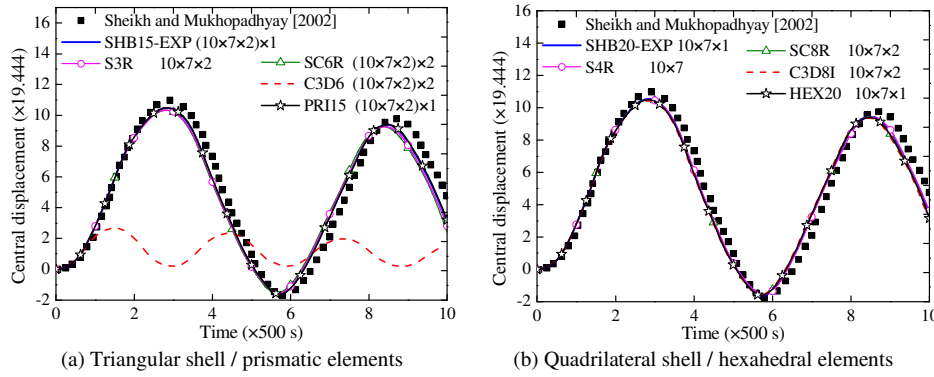 Sheikh and Mukhopadhyay [2002]
SHB15-EXP (10×7×2)×1
S3R 10×7×2
SC6R (10×7×2)×2
C3D6 (10×7×2)×2
PRI15 (10×7×2)×1
Central displacement (×19.444)
16
14
12
10
8
6
4
2
0
-2
0 2 4 6 8 10
Time (×500 s)
(a) Triangular shell / prismatic elements
Sheikh and Mukhopadhyay [2002]
SHB20-EXP 10×7×1
S4R 10×7
SC8R 10×7×2
C3D8I 10×7×2
HEX20 10×7×1
Central displacement (×19.444)
16
14
12
10
8
6
4
2
0
-2
0 2 4 6 8 10
Time (×500 s)
(b) Quadrilateral shell / hexahedral elements